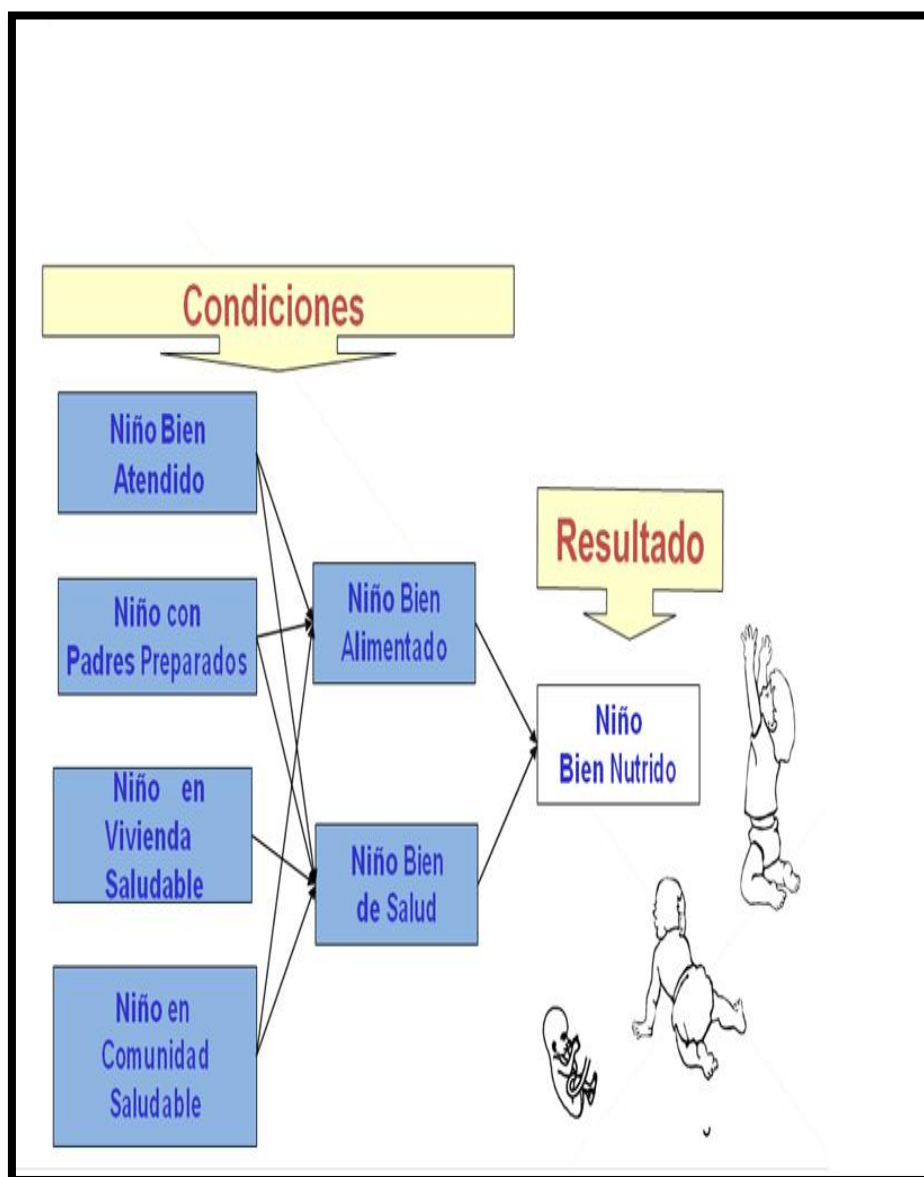 Condiciones
Niño Bien
Atendido
Niño con
Padres Preparados
Niño en
Vivienda
Saludable
Niño en
Comunidad
Saludable
Niño Bien
Alimentado
Niño Bien
de Salud
Resultado
Niño
Bien Nutrido